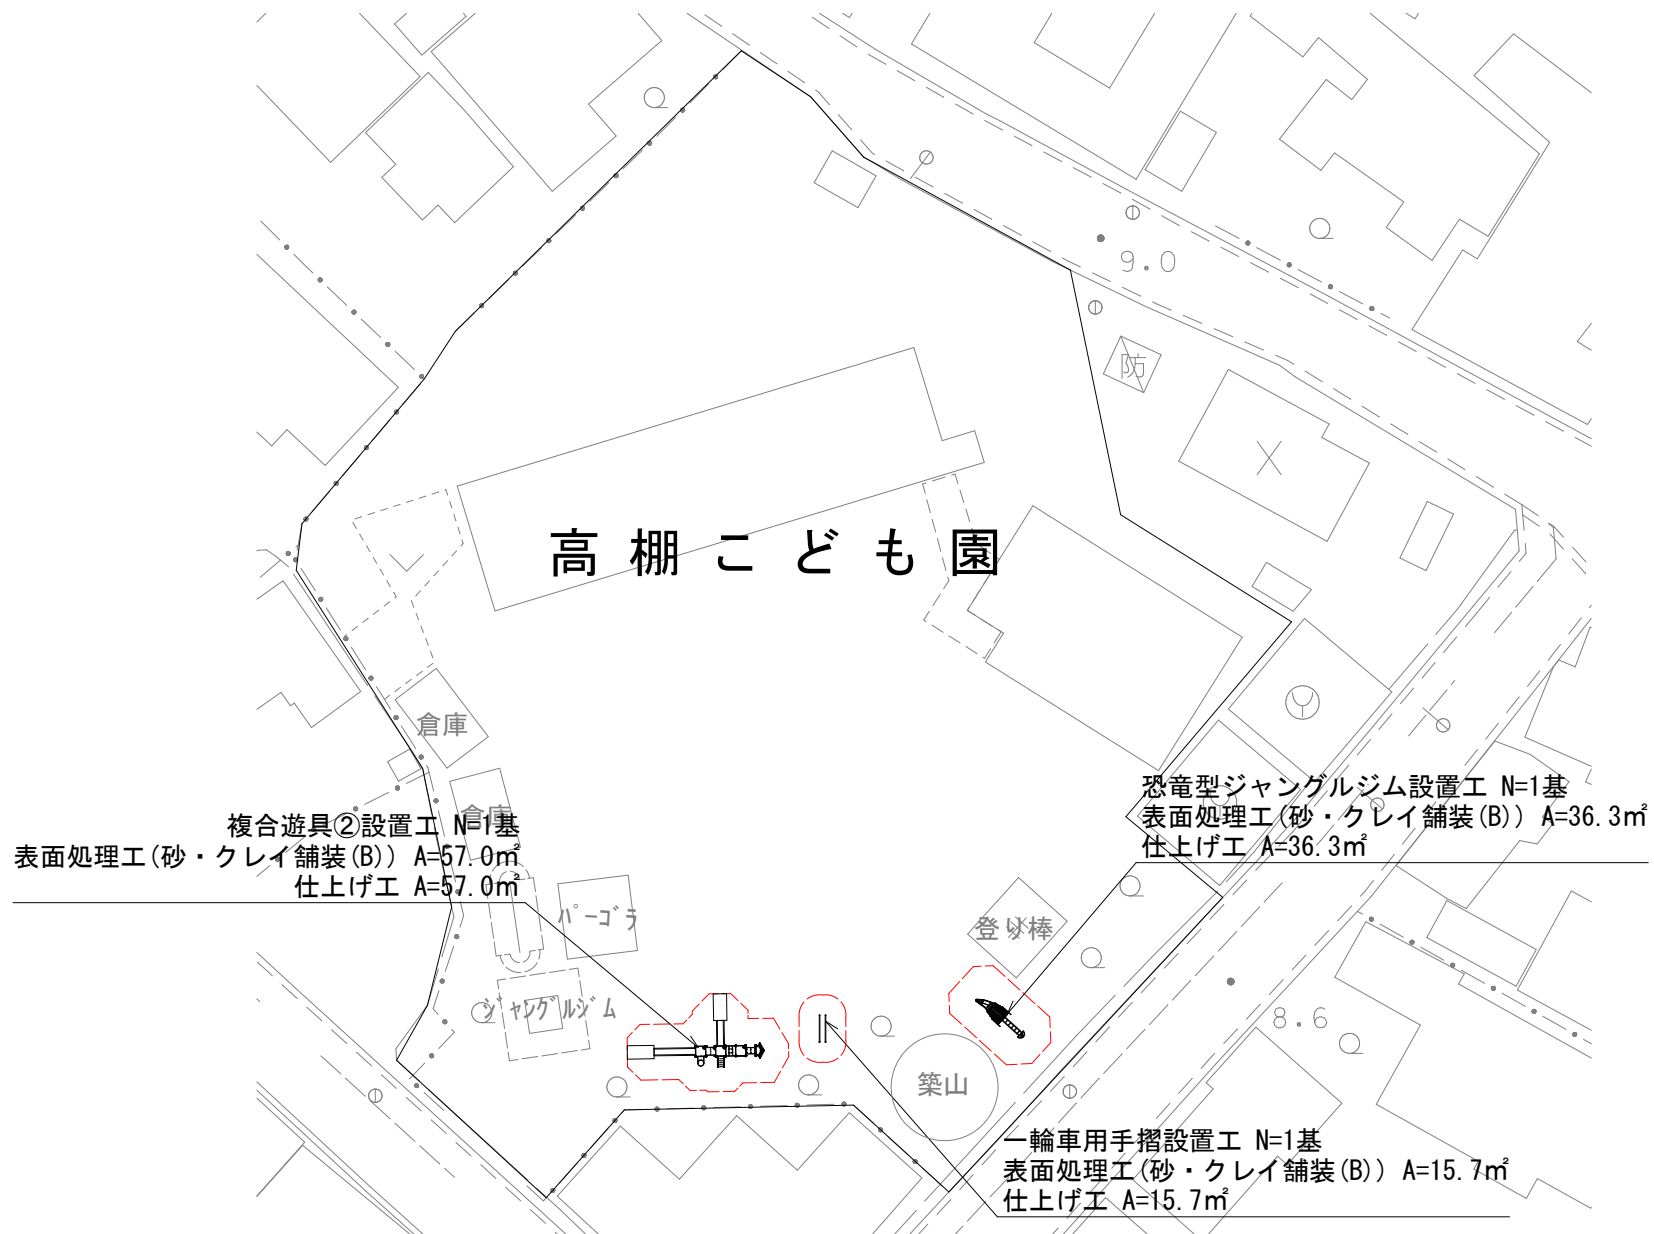 9.0
防
高棚こども園
倉庫
倉庫
複合遊具②設置工 N=1基
表面処理工(砂・クレイ舗装(B)) A=57.0㎡
仕上げ工 A=57.0㎡
恐竜型ジャングルジム設置工 N=1基
表面処理工(砂・クレイ舗装(B)) A=36.3㎡
仕上げ工 A=36.3㎡
パーゴラ
登り棒
ジャングルジム
8.6
築山
一輪車用手摺設置工 N=1基
表面処理工(砂・クレイ舗装(B)) A=15.7㎡
仕上げ工 A=15.7㎡